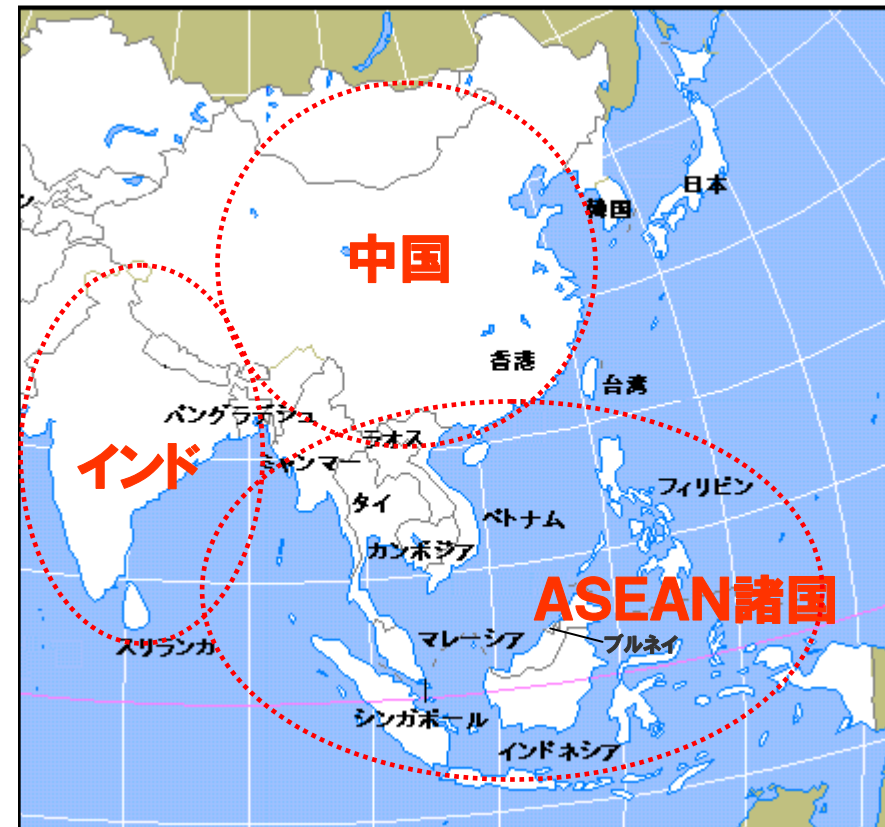 日本
韓国
中国
香港
台湾
バングラデシュ
ラオス
インド
ミャンマー
フィリピン
タイ
ベトナム
カンボジア
ASEAN諸国
スリランカ
マレーシア
ブルネイ
シンガポール
インドネシア